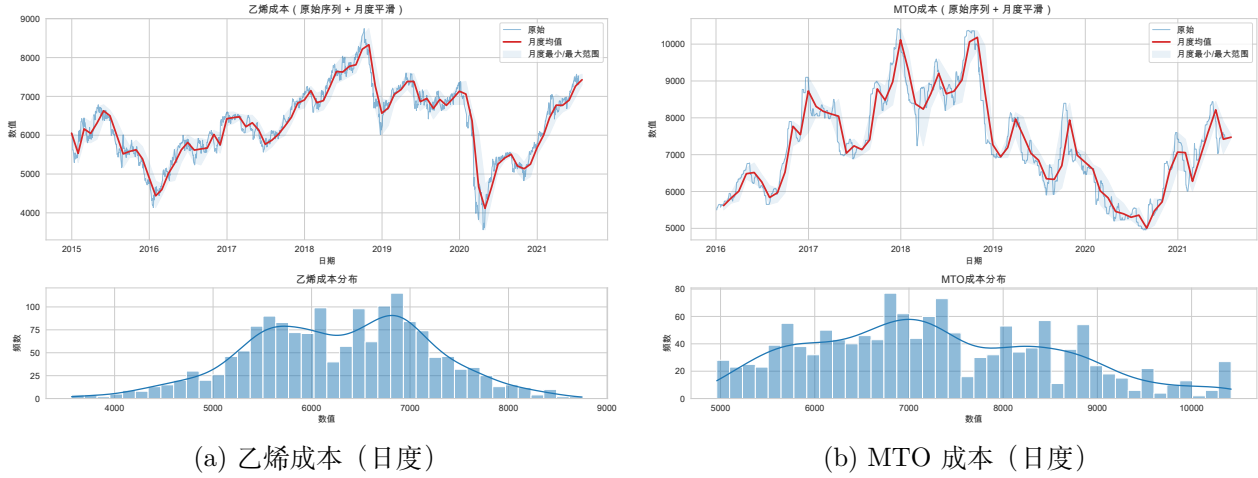 乙烯成本（原始序列 + 月度平滑）
9000
8000
7000
6000
5000
4000
数值
原始
月度均值
月度最小/最大范围
2015 2016 2017 2018 2019 2020 2021
日期
乙烯成本分布
100
75
50
25
0
频数
4000 5000 6000 7000 8000 9000
数值
(a) 乙烯成本（日度）
MTO成本（原始序列 + 月度平滑）
10000
9000
8000
7000
6000
5000
数值
原始
月度均值
月度最小/最大范围
2016 2017 2018 2019 2020 2021
日期
MTO成本分布
80
60
40
20
0
频数
5000 6000 7000 8000 9000 10000
数值
(b) MTO 成本（日度）